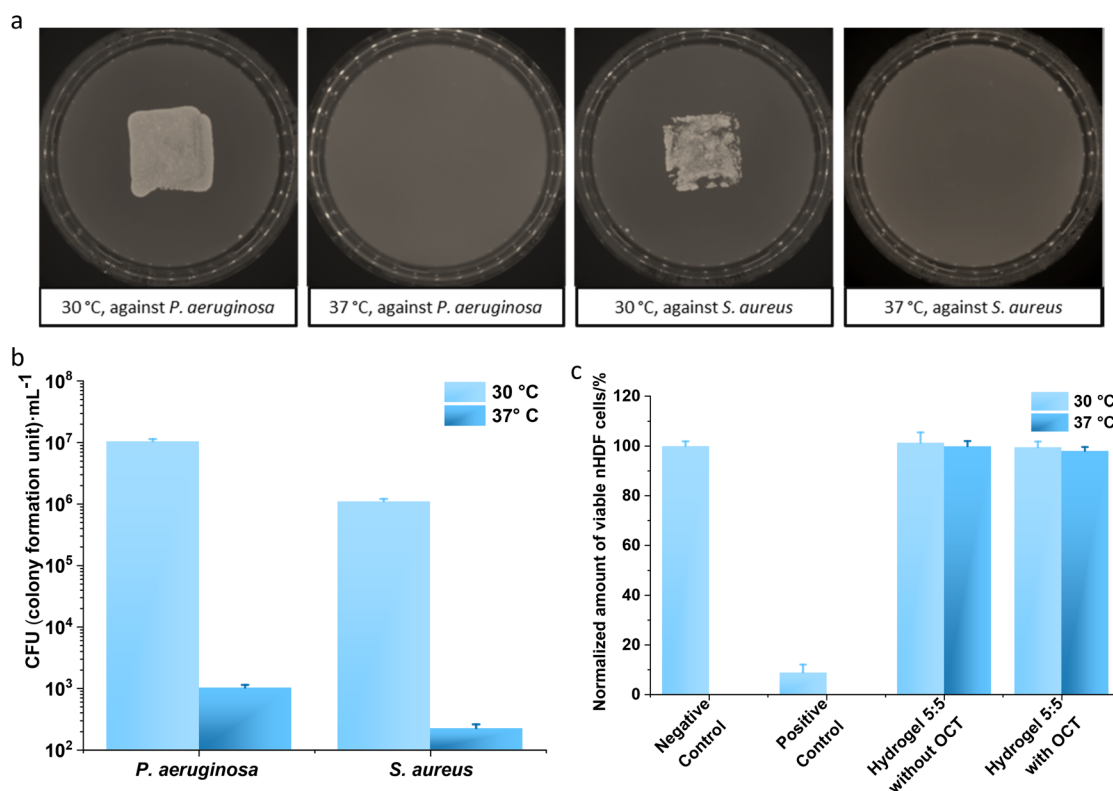 a
30 °C, against P. aeruginosa
37 °C, against P. aeruginosa
30 °C, against S. aureus
37 °C, against S. aureus
b
CFU (colony formation unit)·mL⁻¹
10⁸
10⁷
10⁶
10⁵
10⁴
10³
10²
30 °C
37° C
P. aeruginosa
S. aureus
c
Normalized amount of viable nHDF cells/%
120
100
80
60
40
20
0
30 °C
37 °C
Negative
Control
Positive
Control
Hydrogel 5:5
without OCT
Hydrogel 5:5
with OCT